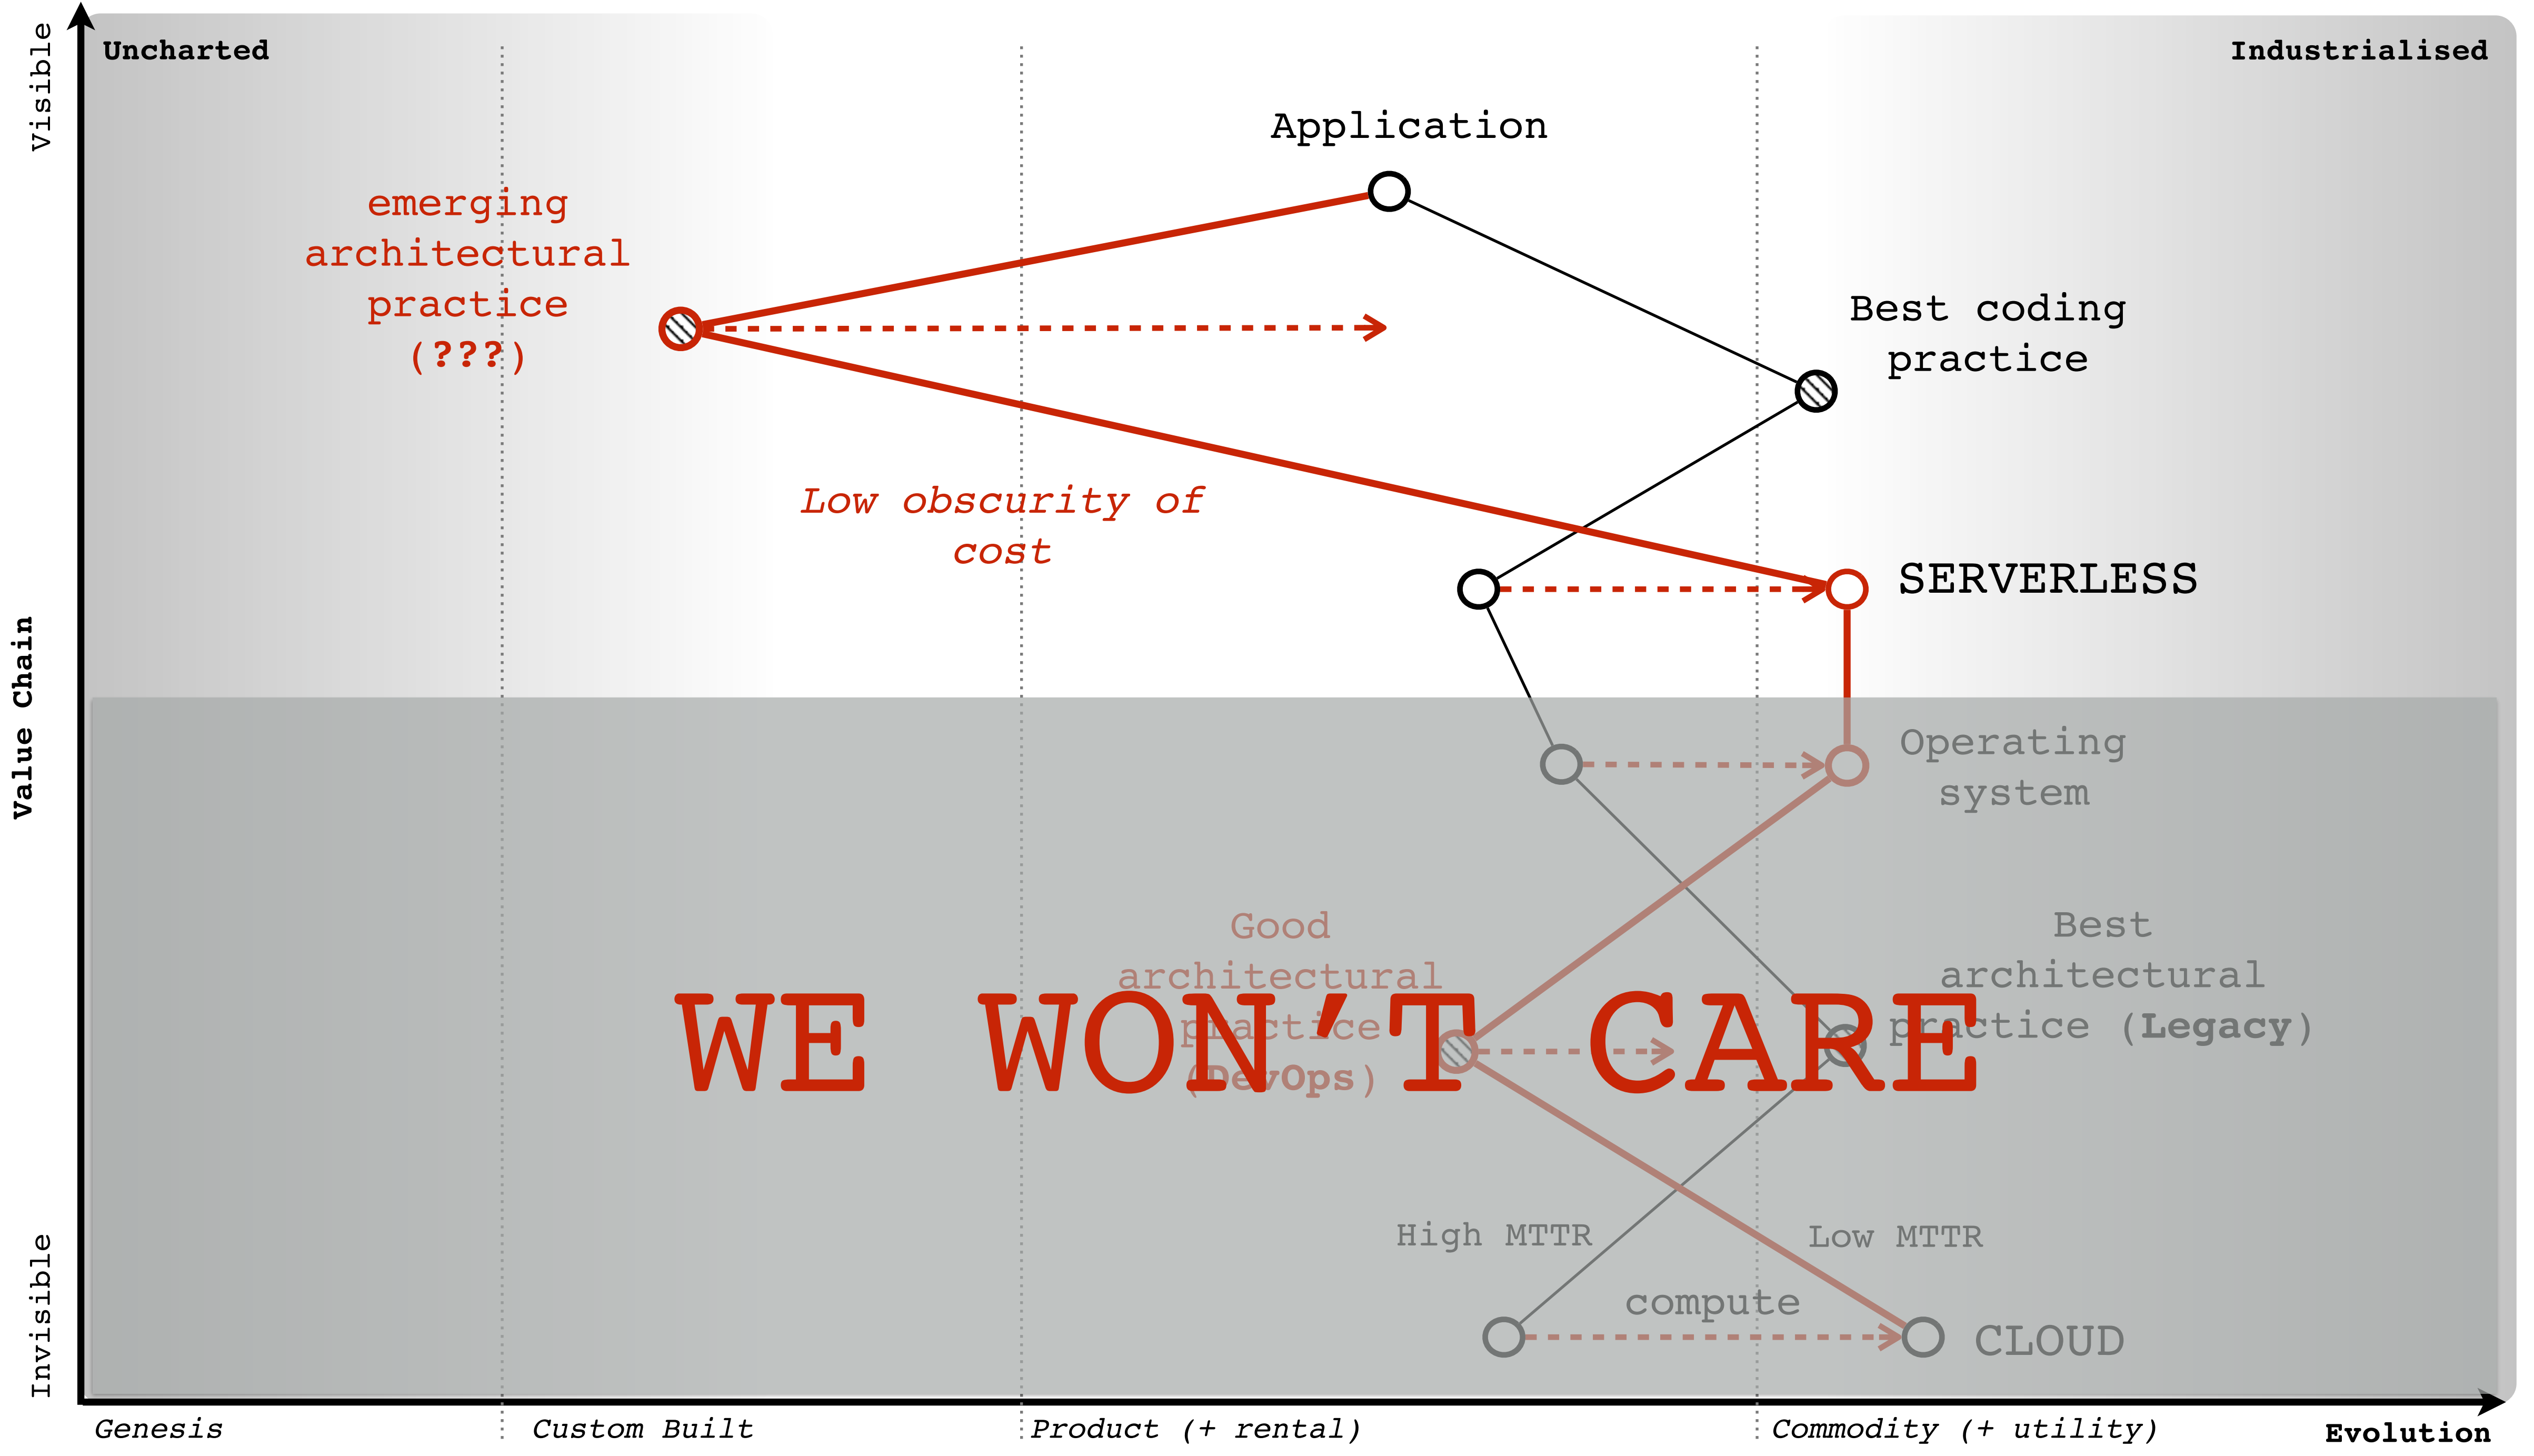 Uncharted
Industrialised
Visible
Application
emerging
architectural
practice
(???)
Best coding
practice
Low obscurity of
cost
SERVERLESS
Value Chain
Operating
system
Good
architectural
practice
(DevOps)
Best
architectural
practice (Legacy)
WE WON'T CARE
High MTTR
Low MTTR
compute
CLOUD
Invisible
Genesis
Custom Built
Product (+ rental)
Commodity (+ utility)
Evolution